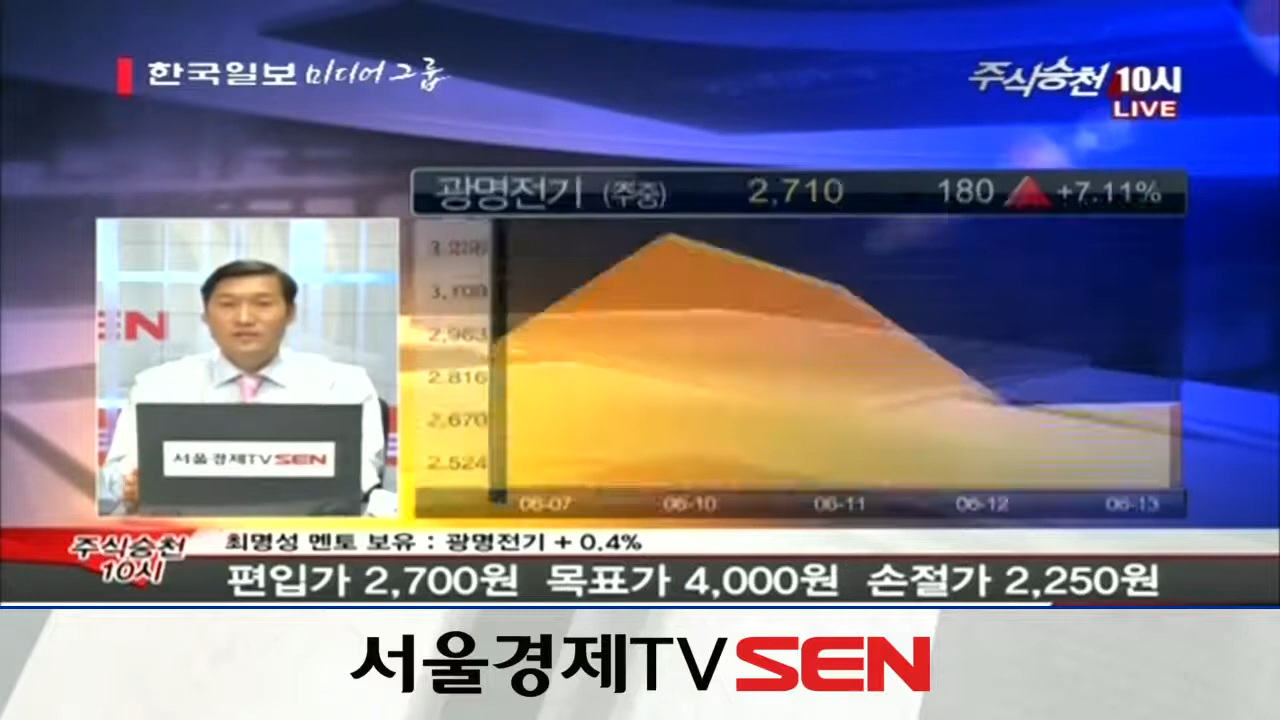 한국일보 미디어그룹
주식승천 10시
LIVE
광명전기 (주중) 2,710 180 ▲ +7.11%
2,963
2.816
2,670
2.524
06-07 06-10 06-11 06-12 06-13
EN
서울경제TV SEN
주식승천
10시
최명성 멘토 보유 : 광명전기 + 0.4%
편입가 2,700원 목표가 4,000원 손절가 2,250원
서울경제TV SEN